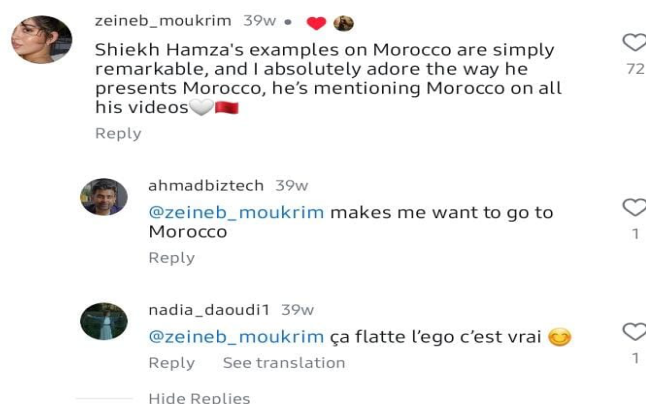 zeineb_moukrim 39w
Shiekh Hamza's examples on Morocco are simply
remarkable, and I absolutely adore the way he
presents Morocco, he's mentioning Morocco on all
his videos🤍🇲🇦
72
Reply
ahmadbiztech 39w
@zeineb_moukrim makes me want to go to
Morocco
1
Reply
nadia_daoudi1 39w
@zeineb_moukrim ça flatte l'ego c'est vrai 😊
1
Reply See translation
Hide Replies